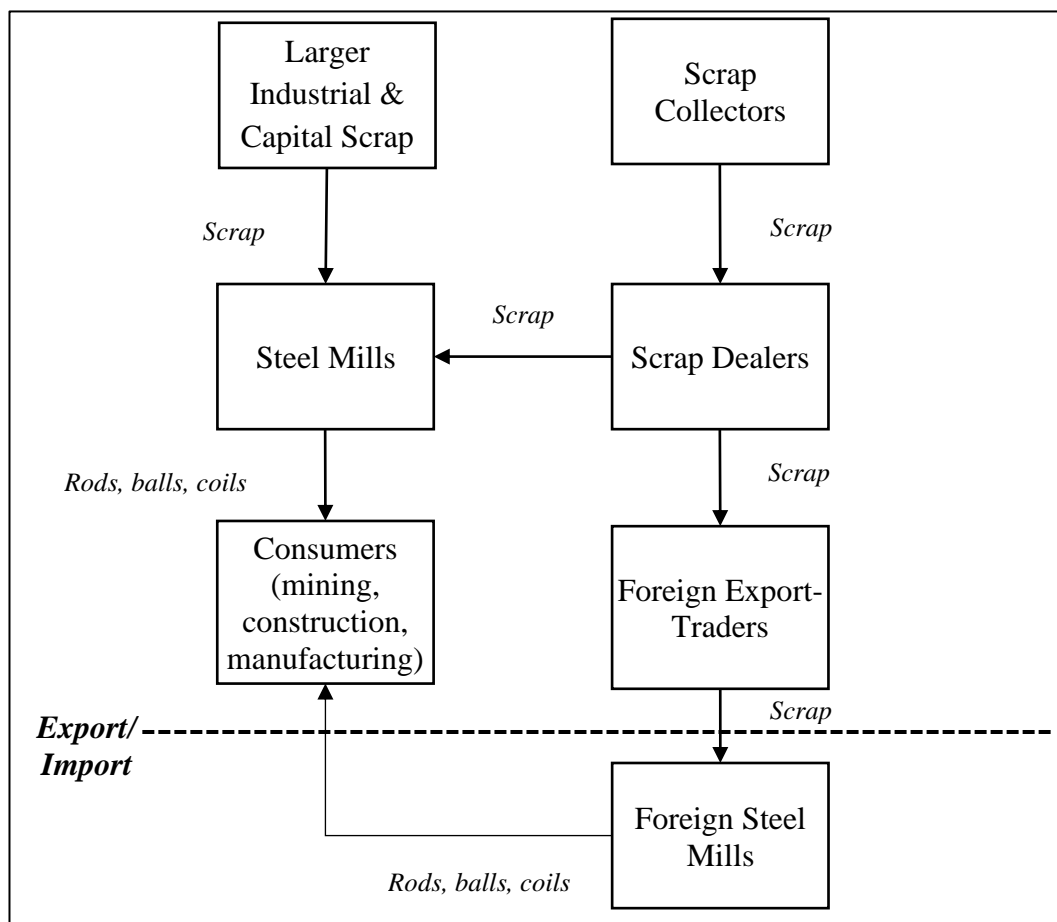 Larger
Industrial &
Capital Scrap
Scrap
Collectors
Scrap
Scrap
Steel Mills
Scrap
Scrap Dealers
Rods, balls, coils
Scrap
Consumers
(mining,
construction,
manufacturing)
Foreign Export-
Traders
Scrap
Export/
Import
Foreign Steel
Mills
Rods, balls, coils